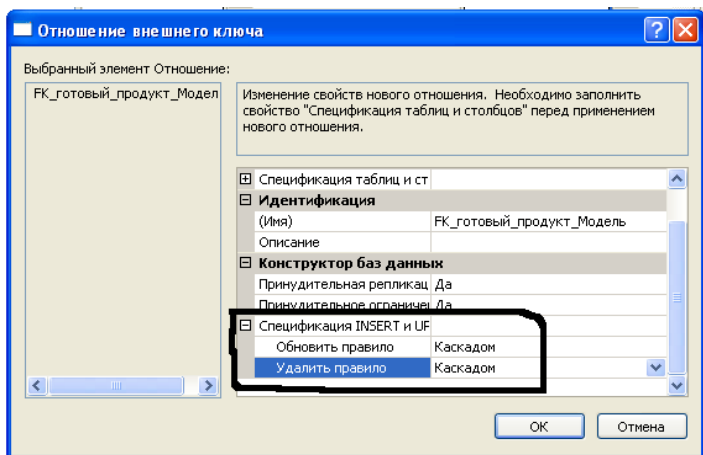 Отношение внешнего ключа
Выбранный элемент Отношение:
FK_готовый_продукт_Модел
Изменение свойств нового отношения. Необходимо заполнить
свойство "Спецификация таблиц и столбцов" перед применением
нового отношения.
Спецификация таблиц и ст
Идентификация
(Имя) FK_готовый_продукт_Модель
Описание
Конструктор баз данных
Принудительная репликац Да
Принудительное ограничен Да
Спецификация INSERT и UP
Обновить правило Каскадом
Удалить правило Каскадом
ОК Отмена